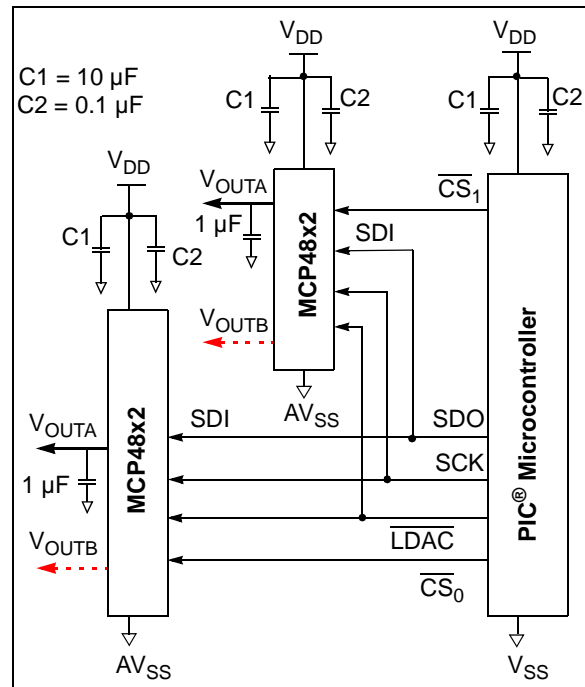 C1 = 10 µF
C2 = 0.1 µF
VDD
C1
C2
VDD
C1
C2
VDD
C1
C2
VOUTA
1 µF
VOUTB
MCP48x2
AVSS
SDI
CS1
VOUTA
1 µF
VOUTB
MCP48x2
AVSS
SDI
SDO
SCK
LDAC
CS0
PIC® Microcontroller
VSS